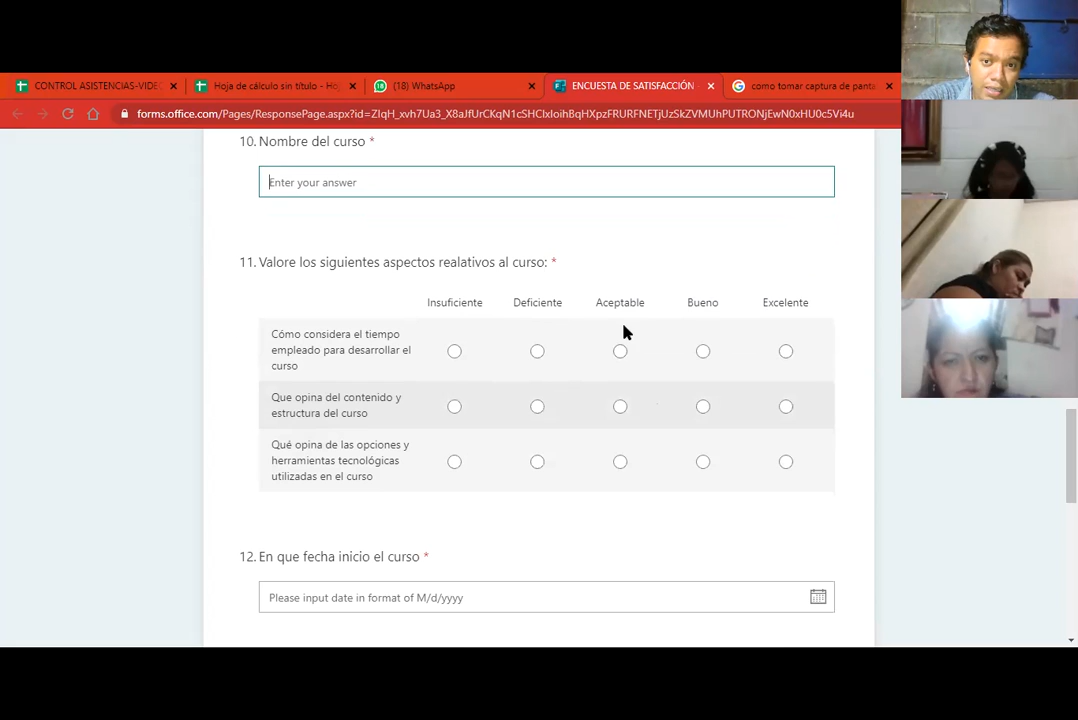 CONTROL ASISTENCIAS-VIDEO
Hoja de cálculo sin título - Hoj
(18) WhatsApp
ENCUESTA DE SATISFACCIÓN
como tomar captura de panta
forms.office.com/Pages/ResponsePage.aspx?id=ZIqH_xvh7Ua3_X8aJfUrCKaN1cSHClxIoihBqHXpzFRURFNETjUzSkZVMUhPUTRONjEwN0xHU0c5Vi4u
10. Nombre del curso *
Enter your answer
11. Valore los siguientes aspectos realativos al curso: *
Insuficiente Deficiente Aceptable Bueno Excelente
Cómo considera el tiempo
empleado para desarrollar el
curso
Que opina del contenido y
estructura del curso
Qué opina de las opciones y
herramientas tecnológicas
utilizadas en el curso
12. En que fecha inicio el curso *
Please input date in format of M/d/yyyy